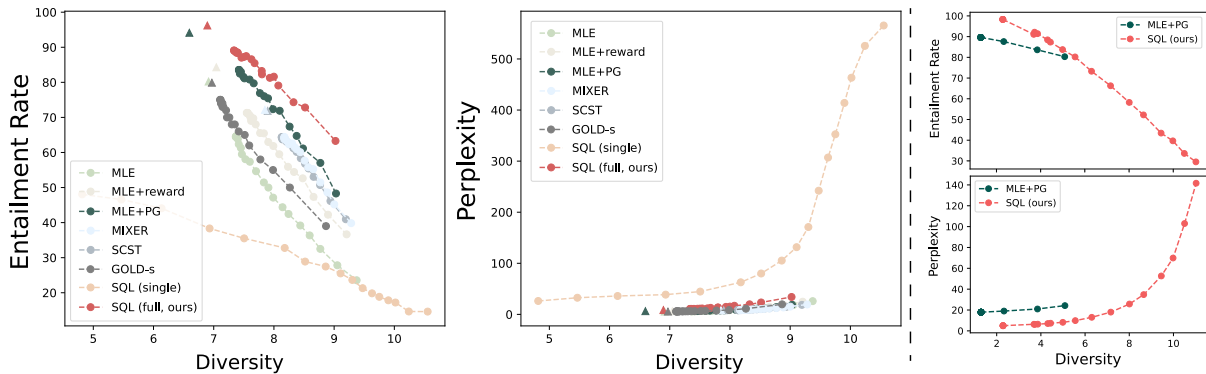 Entailment Rate
100
90
80
70
60
50
40
30
20
MLE
MLE+reward
MLE+PG
MIXER
SCST
GOLD-s
SQL (single)
SQL (full, ours)
5 6 7 8 9 10
Diversity
Perplexity
500
400
300
200
100
0
MLE
MLE+reward
MLE+PG
MIXER
SCST
GOLD-s
SQL (single)
SQL (full, ours)
5 6 7 8 9 10
Diversity
Entailment Rate
100
90
80
70
60
50
40
30
MLE+PG
SQL (ours)
Perplexity
140
120
100
80
60
40
20
0
MLE+PG
SQL (ours)
2 4 6 8 10
Diversity